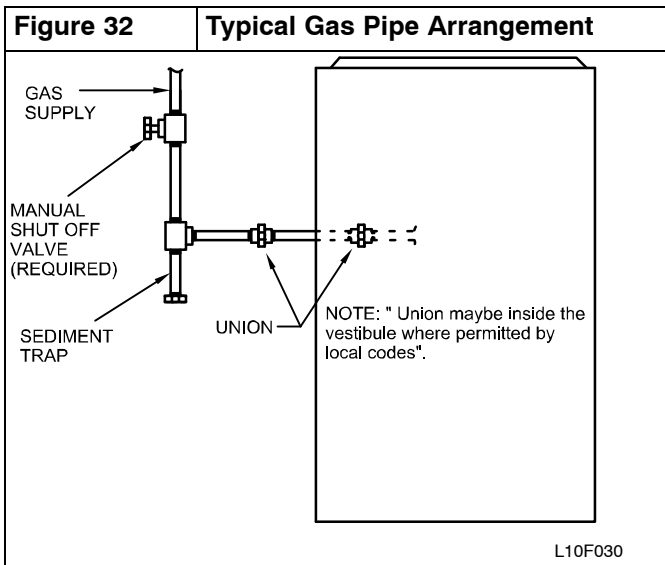 Figure 32
Typical Gas Pipe Arrangement
GAS
SUPPLY
MANUAL
SHUT OFF
VALVE
(REQUIRED)
SEDIMENT
TRAP
UNION
NOTE: " Union maybe inside the
vestibule where permitted by
local codes".
L10F030